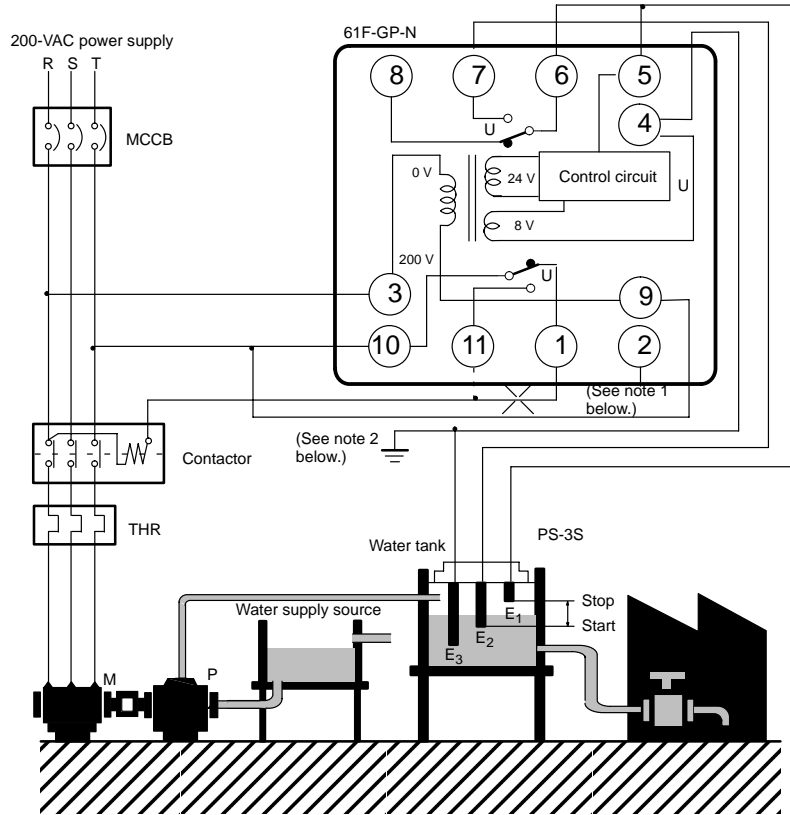 61F-GP-N
200-VAC power supply
R S T
MCCB
8 7 6 5
4
U
0 V
24 V
Control circuit
U
8 V
200 V
U
3
9
10 11 1 2
(See note 1
below.)
(See note 2
below.)
Contactor
THR
Water tank
PS-3S
Water supply source
Stop
Start
E1
E2
E3
M
P